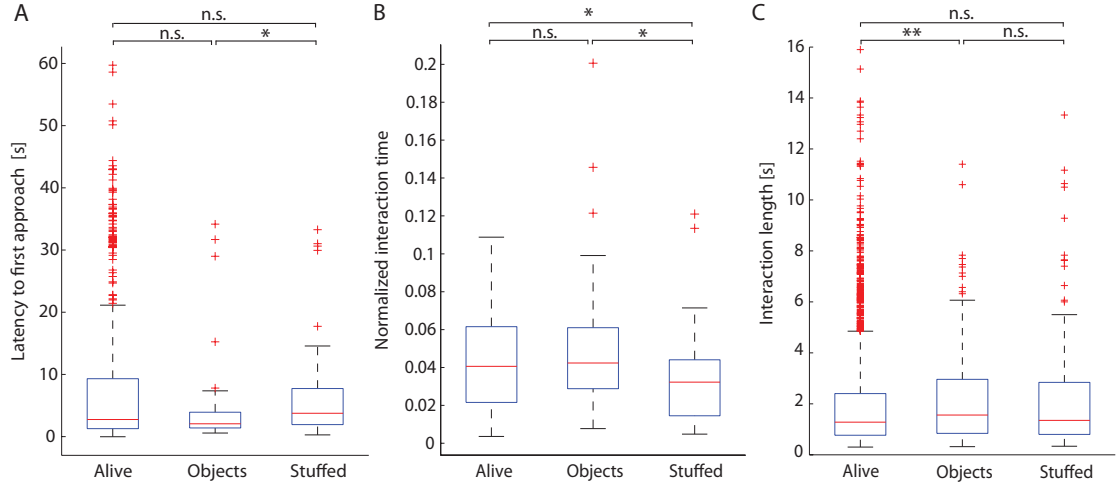 A
n.s.
n.s.
*
Latency to first approach [s]
60
50
40
30
20
10
0
Alive
Objects
Stuffed
B
*
n.s.
*
Normalized interaction time
0.2
0.18
0.16
0.14
0.12
0.1
0.08
0.06
0.04
0.02
0
Alive
Objects
Stuffed
C
n.s.
**
n.s.
Interaction length [s]
16
14
12
10
8
6
4
2
0
Alive
Objects
Stuffed